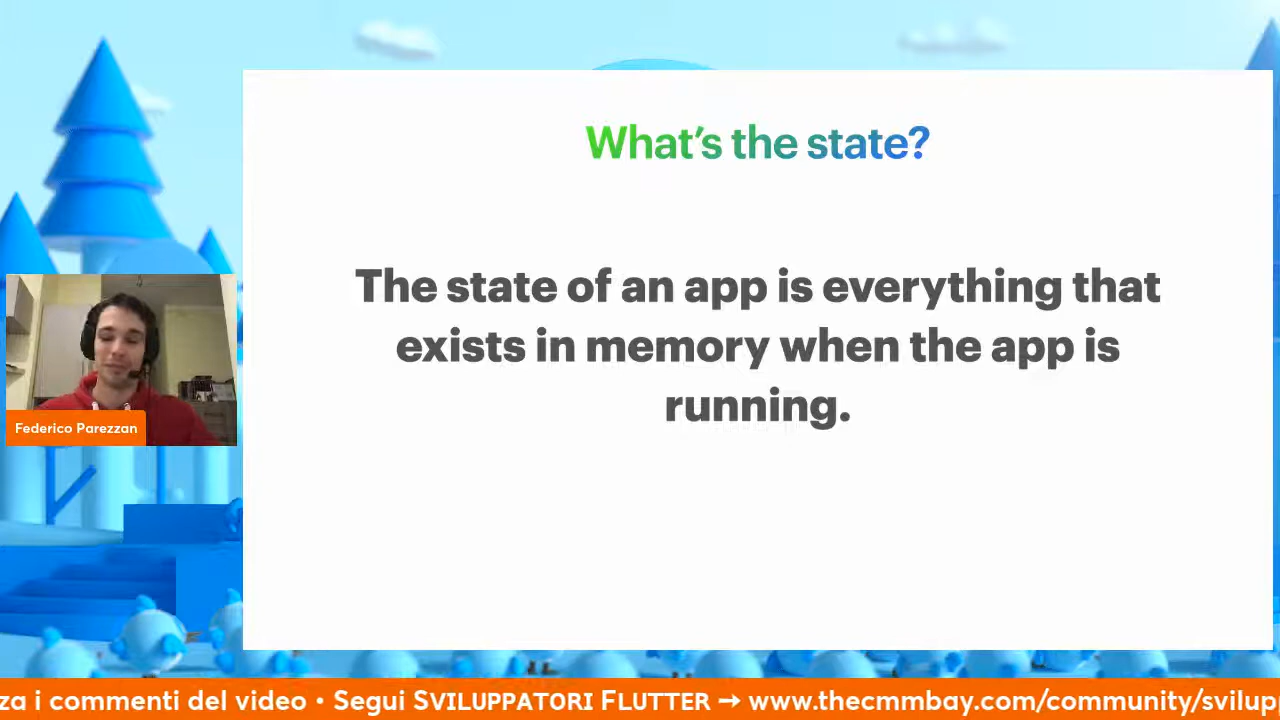 What's the state?
The state of an app is everything that
exists in memory when the app is
running.
Federico Parezzan
za i commenti del video • Segui SVILUPPATORI FLUTTER → www.thecmmbay.com/community/svilup